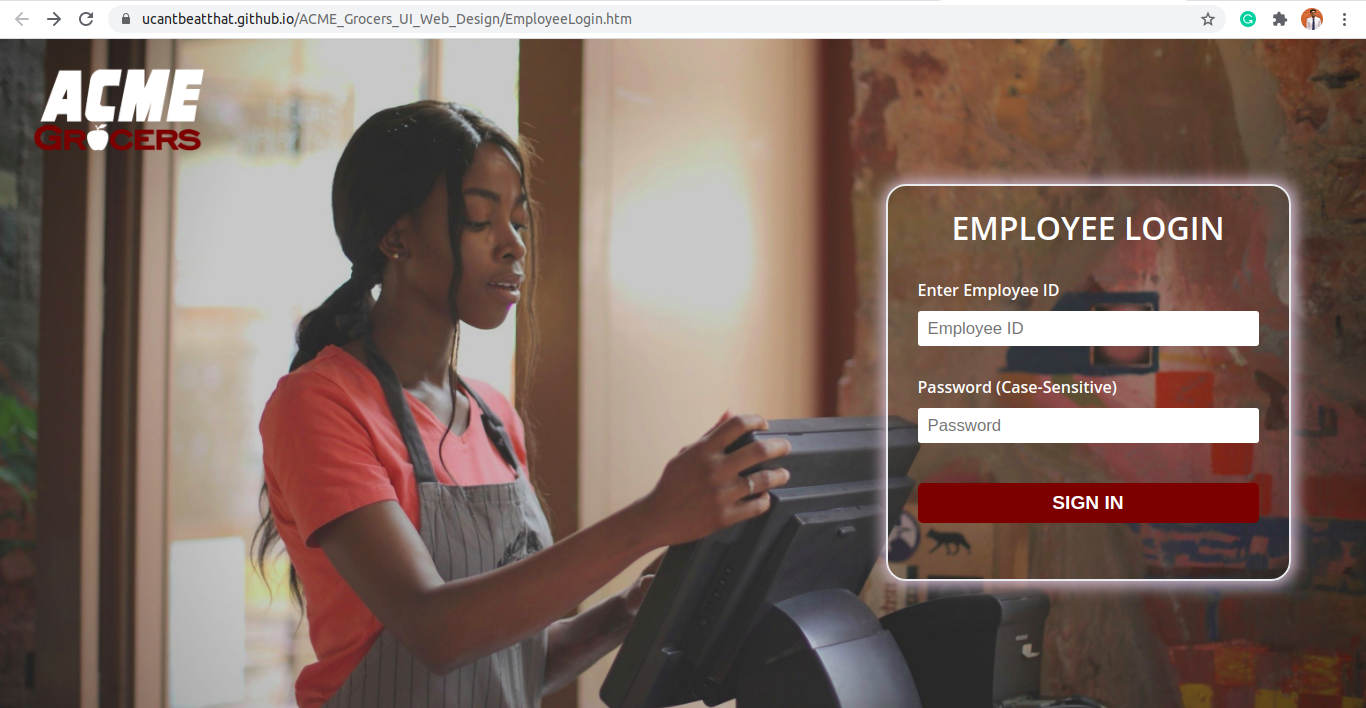 ucantbeatthat.github.io/ACME_Grocers_UI_Web_Design/EmployeeLogin.htm
ACME
GROCERS
EMPLOYEE LOGIN
Enter Employee ID
Employee ID
Password (Case-Sensitive)
Password
SIGN IN